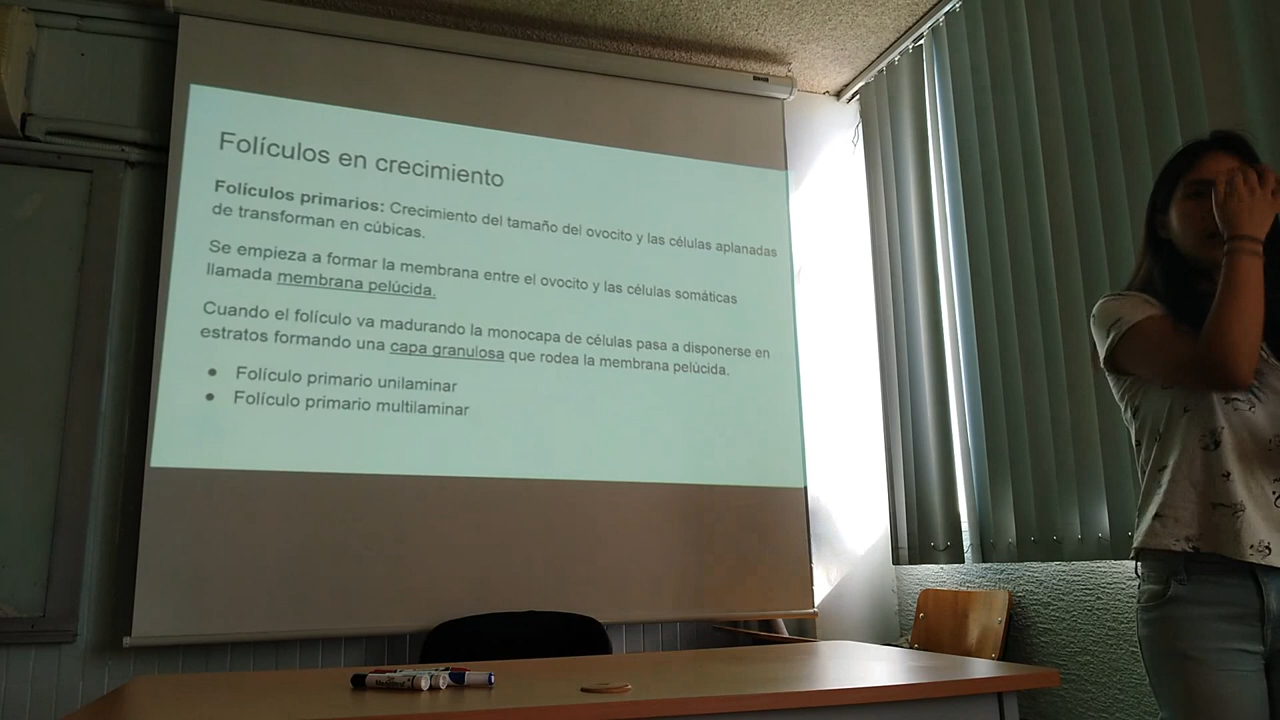 Folículos en crecimiento
Folículos primarios: Crecimiento del tamaño del ovocito y las células aplanadas
de transforman en cúbicas.
Se empieza a formar la membrana entre el ovocito y las células somáticas
llamada membrana pelúcida.
Cuando el folículo va madurando la monocapa de células pasa a disponerse en
estratos formando una capa granulosa que rodea la membrana pelúcida.
● Folículo primario unilaminar
● Folículo primario multilaminar